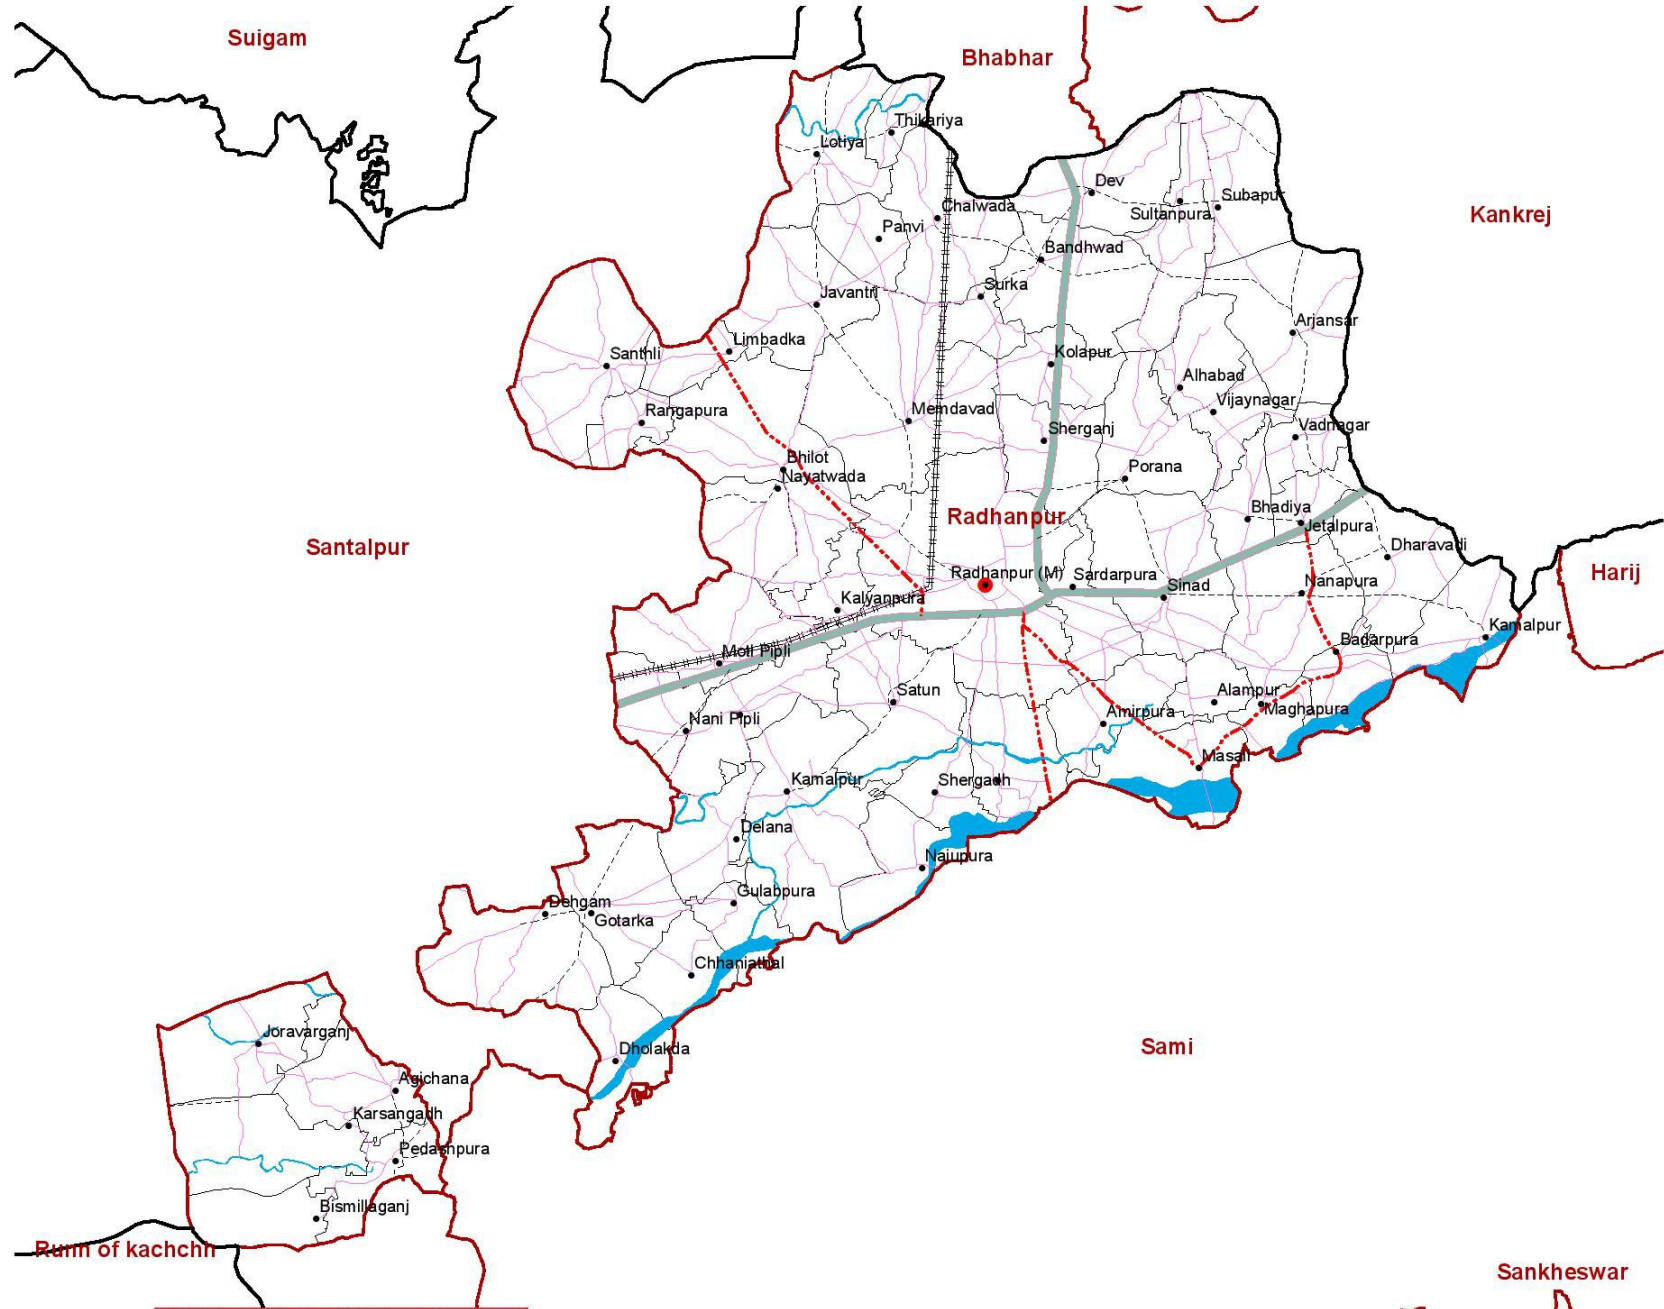 Suigam
Bhabhar
Thikariya
Lotiya
Dev
Subapur
Chalwada
Sultanpura
Kankrej
Panvi
Bandhwad
Surka
Javantri
Arjansar
Limbadka
Santhli
Kolapur
Alhabad
Rangapura
Memdavad
Vijaynagar
Sherganj
Vadnagar
Bhilot
Porana
Nayatwada
Bhadiya
Radhanpur
Jetalpura
Santalpur
Dharavadi
Harij
Radhanpur (M)
Sardarpura
Nanapura
Sinad
Kalyanpura
Kamalpur
Badarpura
Moti Pipli
Satun
Alampur
Maghapura
Amirpura
Nani Pipli
Masali
Kamalpur
Shergadh
Delana
Najupura
Gulabpura
Dehgam
Gotarka
Chhaniathal
Joravarganj
Sami
Dholakda
Agichana
Karsangadh
Pedashpura
Bismillaganj
Runn of kachchh
Sankheswar